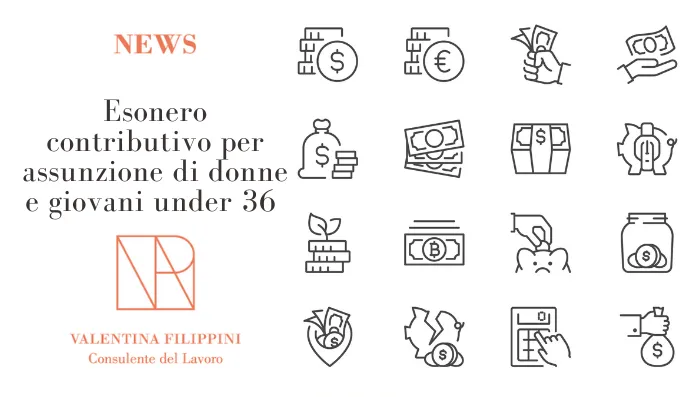 NEWS
Esonero
contributivo per
assunzione di donne
e giovani under 36
VALENTINA FILIPPINI
Consulente del Lavoro